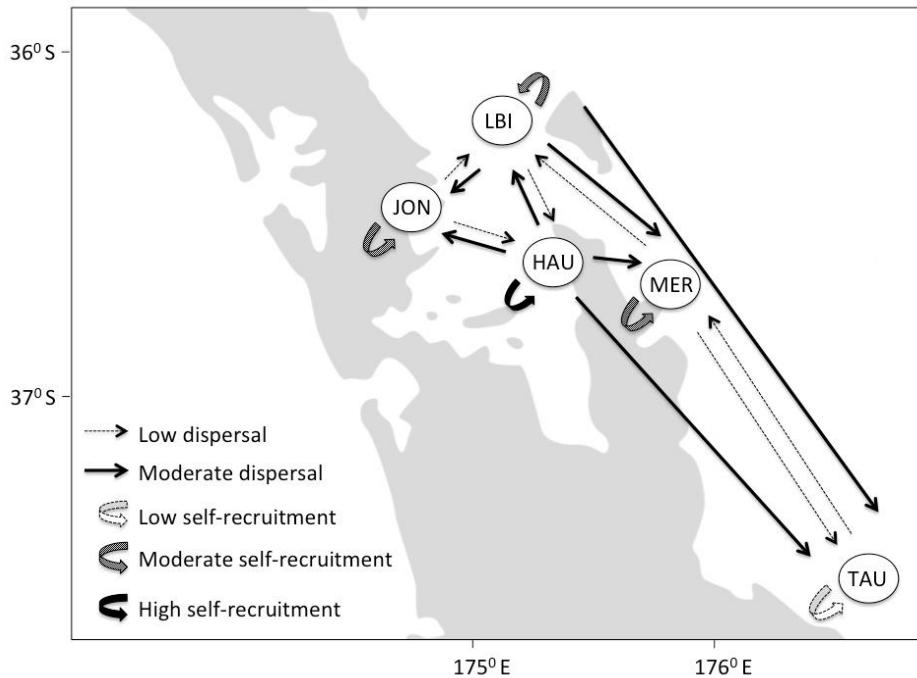 36⁰ S
LBI
JON
HAU
MER
37⁰ S
Low dispersal
Moderate dispersal
Low self-recruitment
Moderate self-recruitment
TAU
High self-recruitment
175⁰ E
176⁰ E